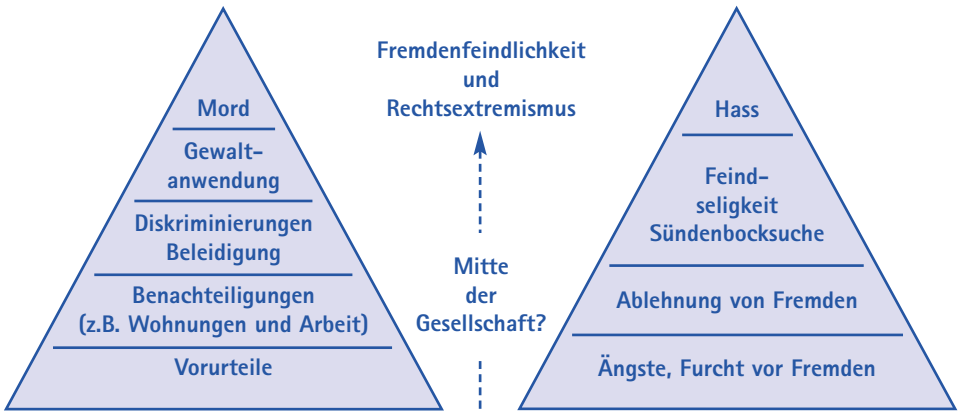 Mord
Gewalt-
anwendung
Diskriminierungen
Beleidigung
Benachteiligungen
(z.B. Wohnungen und Arbeit)
Vorurteile
Fremdenfeindlichkeit
und
Rechtsextremismus
Mitte
der
Gesellschaft?
Hass
Feind-
seligkeit
Sündenbocksuche
Ablehnung von Fremden
Ängste, Furcht vor Fremden